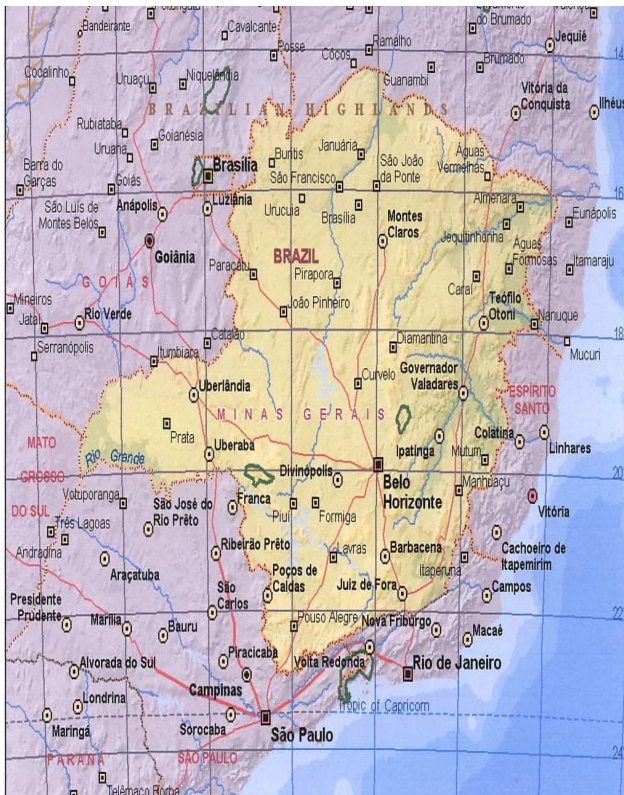 Bandeirante
Cavalcante
do Brumado
Jequié
Posse
Ramalho
14
Codalinho
Uruaçu
Niquelândia
Cócos
Guanambi
Brumado
BRAZILIAN HIGHLANDS
Vitória da
Conquista
Ilhéus
Rubiataba
Goianésia
Uruana
Barra do
Garças
Goiás
Brasília
Buritis
Januária
São João
da Ponte
Águas
Vermelhas
São Francisco
16
São Luís de
Montes Belos
Anápolis
Luziânia
Urucuia
Brasília
Montes
Claros
Almenara
Eunápolis
Jequitinhonha
Goiânia
BRAZIL
Águas
Formosas
Itamaraju
GOIÁS
Paracatu
Pirapora
Caraí
Mineiros
Jataí
Rio Verde
João Pinheiro
Teófilo
Otoni
Nanuque
18
Serranópolis
Itumbiara
Catalão
Diamantina
Mucuri
Curvelo
Governador
Valadares
Uberlândia
ESPÍRITO
SANTO
MINAS GERAIS
MATO
GROSSO
DO SUL
Prata
Uberaba
Ipatinga
Colatina
Linhares
Rio Grande
Mutum
Divinópolis
Belo
Horizonte
Manhuaçu
20
Votuporanga
São José do
Rio Prêto
Franca
Piuí
Formiga
Vitória
Três Lagoas
Andradina
Ribeirão Prêto
Lavras
Barbacena
Itaperuna
Cachoeiro de
Itapemirim
Araçatuba
São
Carlos
Poços de
Caldas
Juiz de Fora
Campos
Presidente
Prudente
Marília
Bauru
Pouso Alegre
Nova Friburgo
Macaé
22
Alvorada do Sul
Piracicaba
Volta Redonda
Rio de Janeiro
Londrina
Campinas
Tropic of Capricorn
Maringá
Sorocaba
São Paulo
PARANÁ
SÃO PAULO
24
Telêmaco Borba